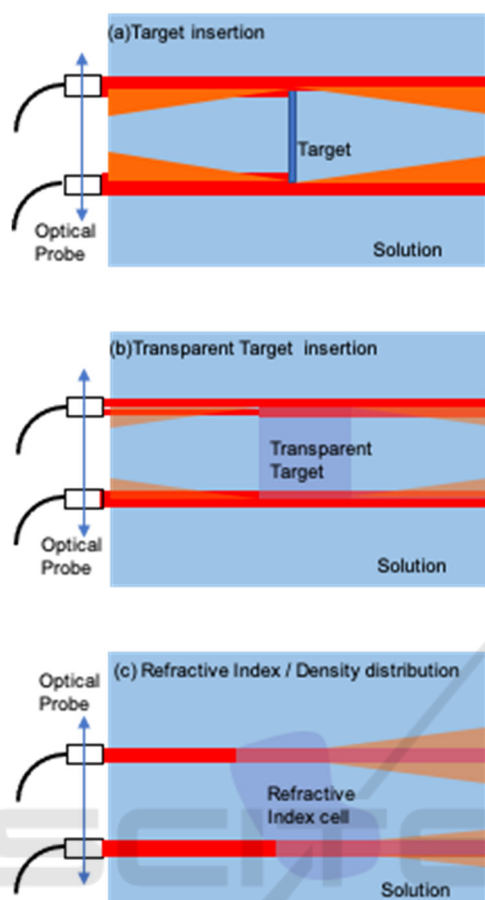 (a)Target insertion
Target
Optical
Probe
Solution
(b)Transparent Target insertion
Transparent
Target
Optical
Probe
Solution
(c) Refractive Index / Density distribution
Optical
Probe
Refractive
Index cell
Solution